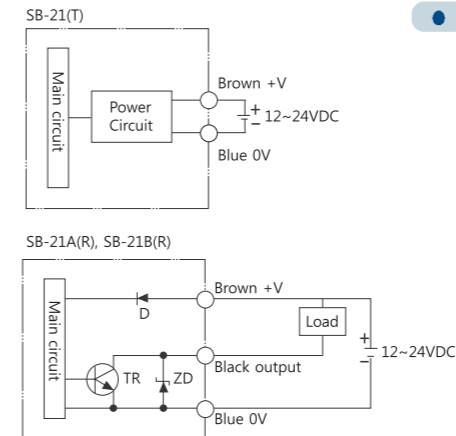 SB-21(T)
Main circuit
Power
Circuit
Brown +V
+
12~24VDC
−
Blue 0V
SB-21A(R), SB-21B(R)
Main circuit
D
Brown +V
Load
+
12~24VDC
−
TR
ZD
Black output
Blue 0V